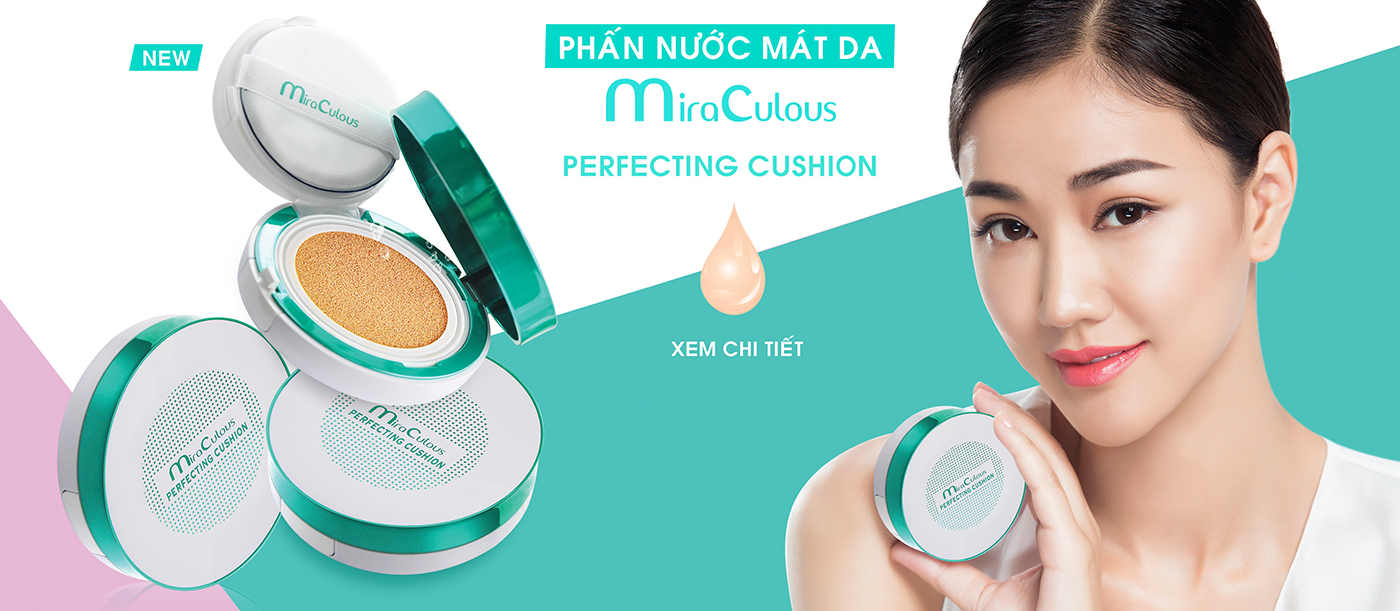 NEW
miraCulous
PHẤN NƯỚC MÁT DA
miraCulous
PERFECTING CUSHION
XEM CHI TIẾT
miraCulous
PERFECTING CUSHION
miraCulous
PERFECTING CUSHION
miraCulous
PERFECTING CUSHION